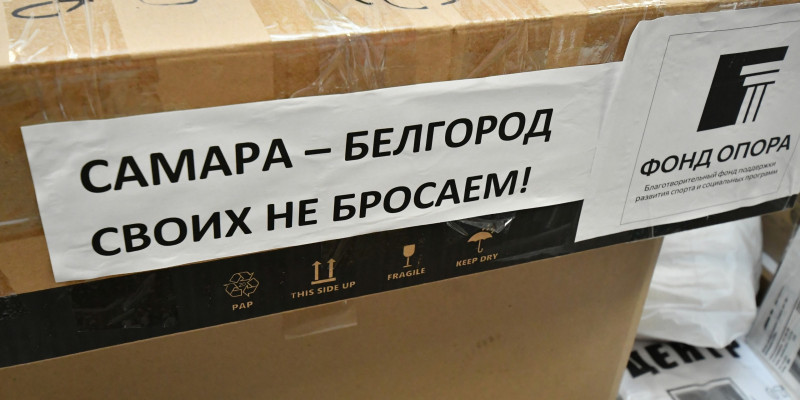 САМАРА – БЕЛГОРОД
СВОИХ НЕ БРОСАЕМ!
ФОНД ОПОРА
Благотворительный фонд поддержки
развития спорта и социальных программ
PAP
THIS SIDE UP
FRAGILE
KEEP DRY
ЦЕНТР